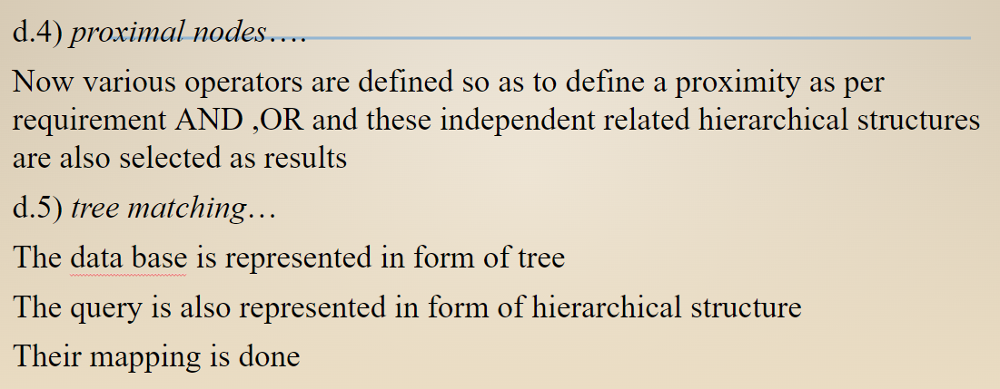 d.4) proximal nodes….
Now various operators are defined so as to define a proximity as per
requirement AND ,OR and these independent related hierarchical structures
are also selected as results
d.5) tree matching…
The data base is represented in form of tree
The query is also represented in form of hierarchical structure
Their mapping is done